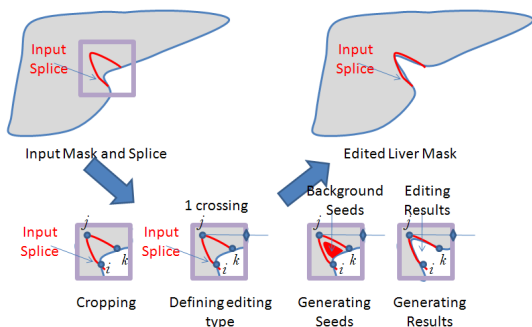 Input
Splice
Input
Splice
Input Mask and Splice
Edited Liver Mask
1 crossing
Background
Seeds
Editing
Results
Input
Splice
j
i
k
Input
Splice
j
i
k
j
i
k
j
i
k
Cropping
Defining editing
type
Generating
Seeds
Generating
Results